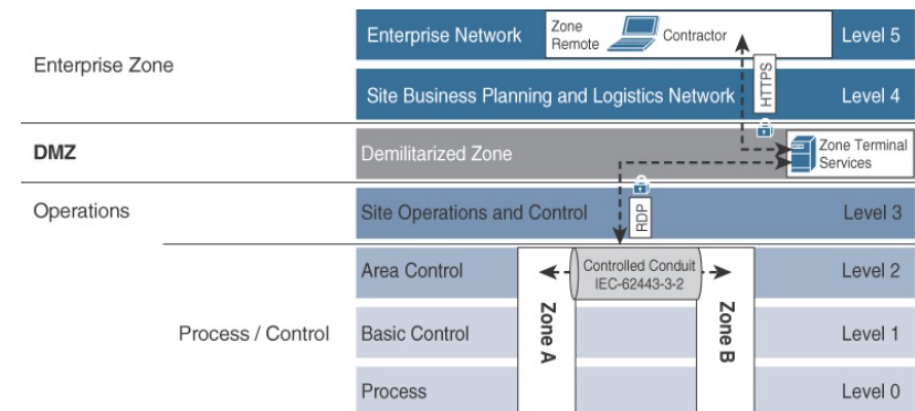 Enterprise Network
Zone
Remote
Contractor
Level 5
Enterprise Zone
HTTPS
Site Business Planning and Logistics Network
Level 4
DMZ
Demilitarized Zone
Zone Terminal
Services
Operations
Site Operations and Control
RDP
Level 3
Area Control
Controlled Conduit
IEC-62443-3-2
Level 2
Zone A
Zone B
Process / Control
Basic Control
Level 1
Process
Level 0